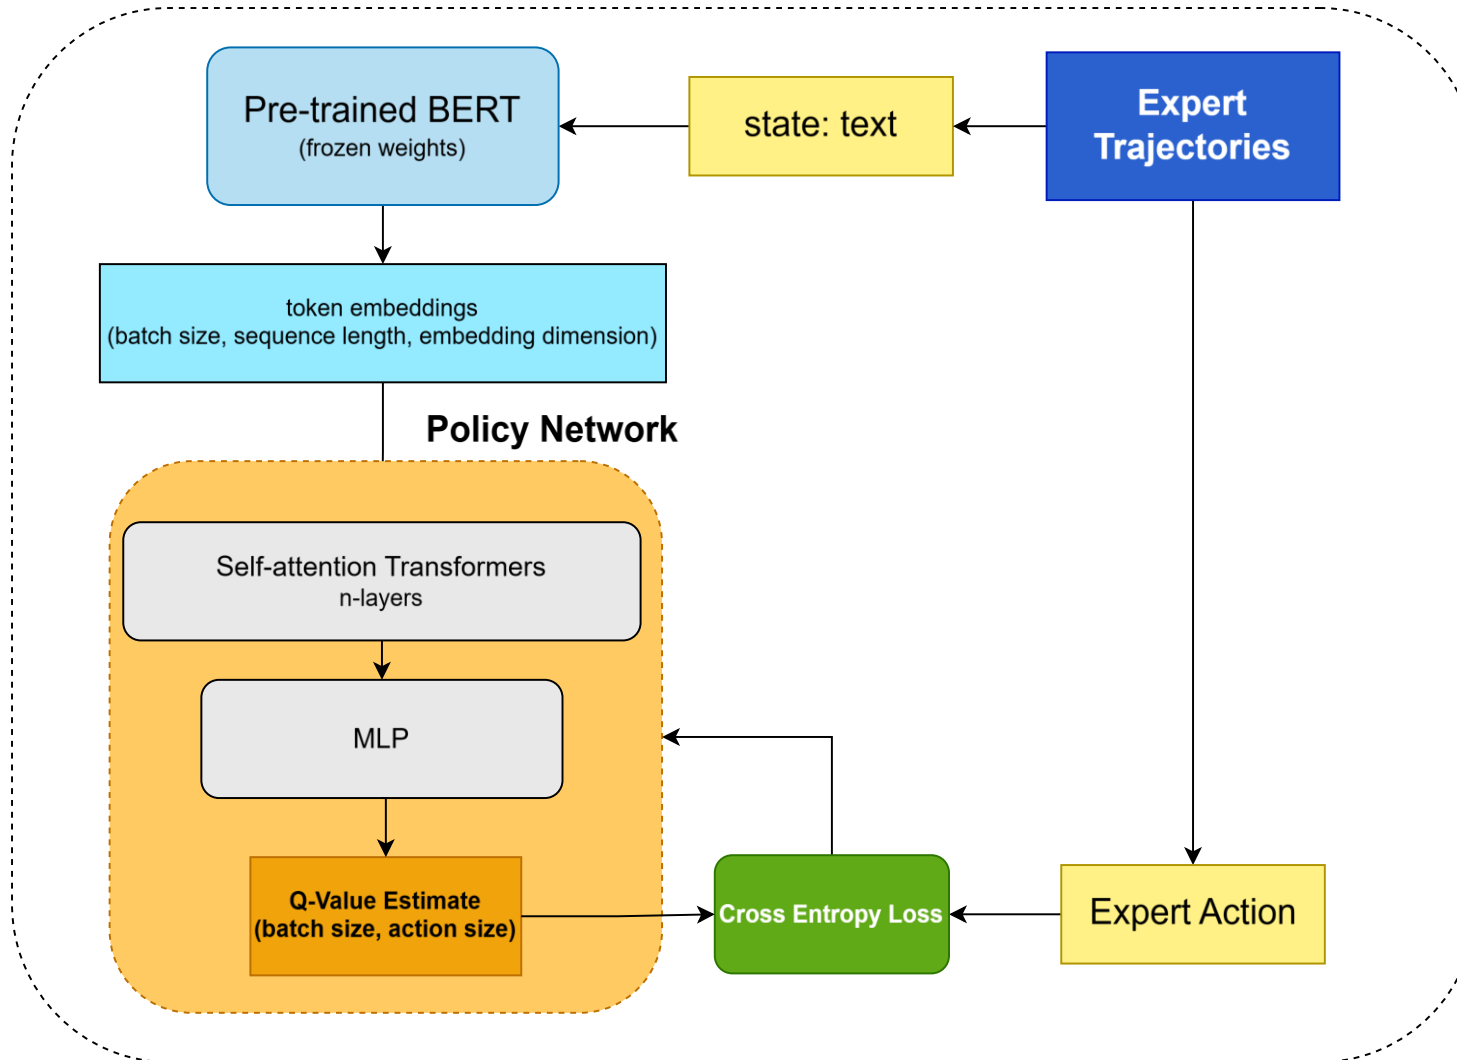 Pre-trained BERT
(frozen weights)
state: text
Expert
Trajectories
token embeddings
(batch size, sequence length, embedding dimension)
Policy Network
Self-attention Transformers
n-layers
MLP
Q-Value Estimate
(batch size, action size)
Cross Entropy Loss
Expert Action